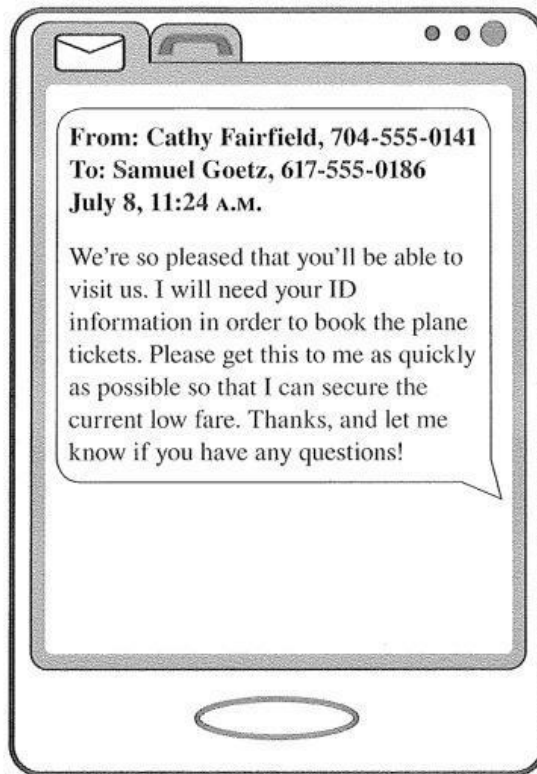 From: Cathy Fairfield, 704-555-0141
To: Samuel Goetz, 617-555-0186
July 8, 11:24 A.M.
We're so pleased that you'll be able to
visit us. I will need your ID
information in order to book the plane
tickets. Please get this to me as quickly
as possible so that I can secure the
current low fare. Thanks, and let me
know if you have any questions!